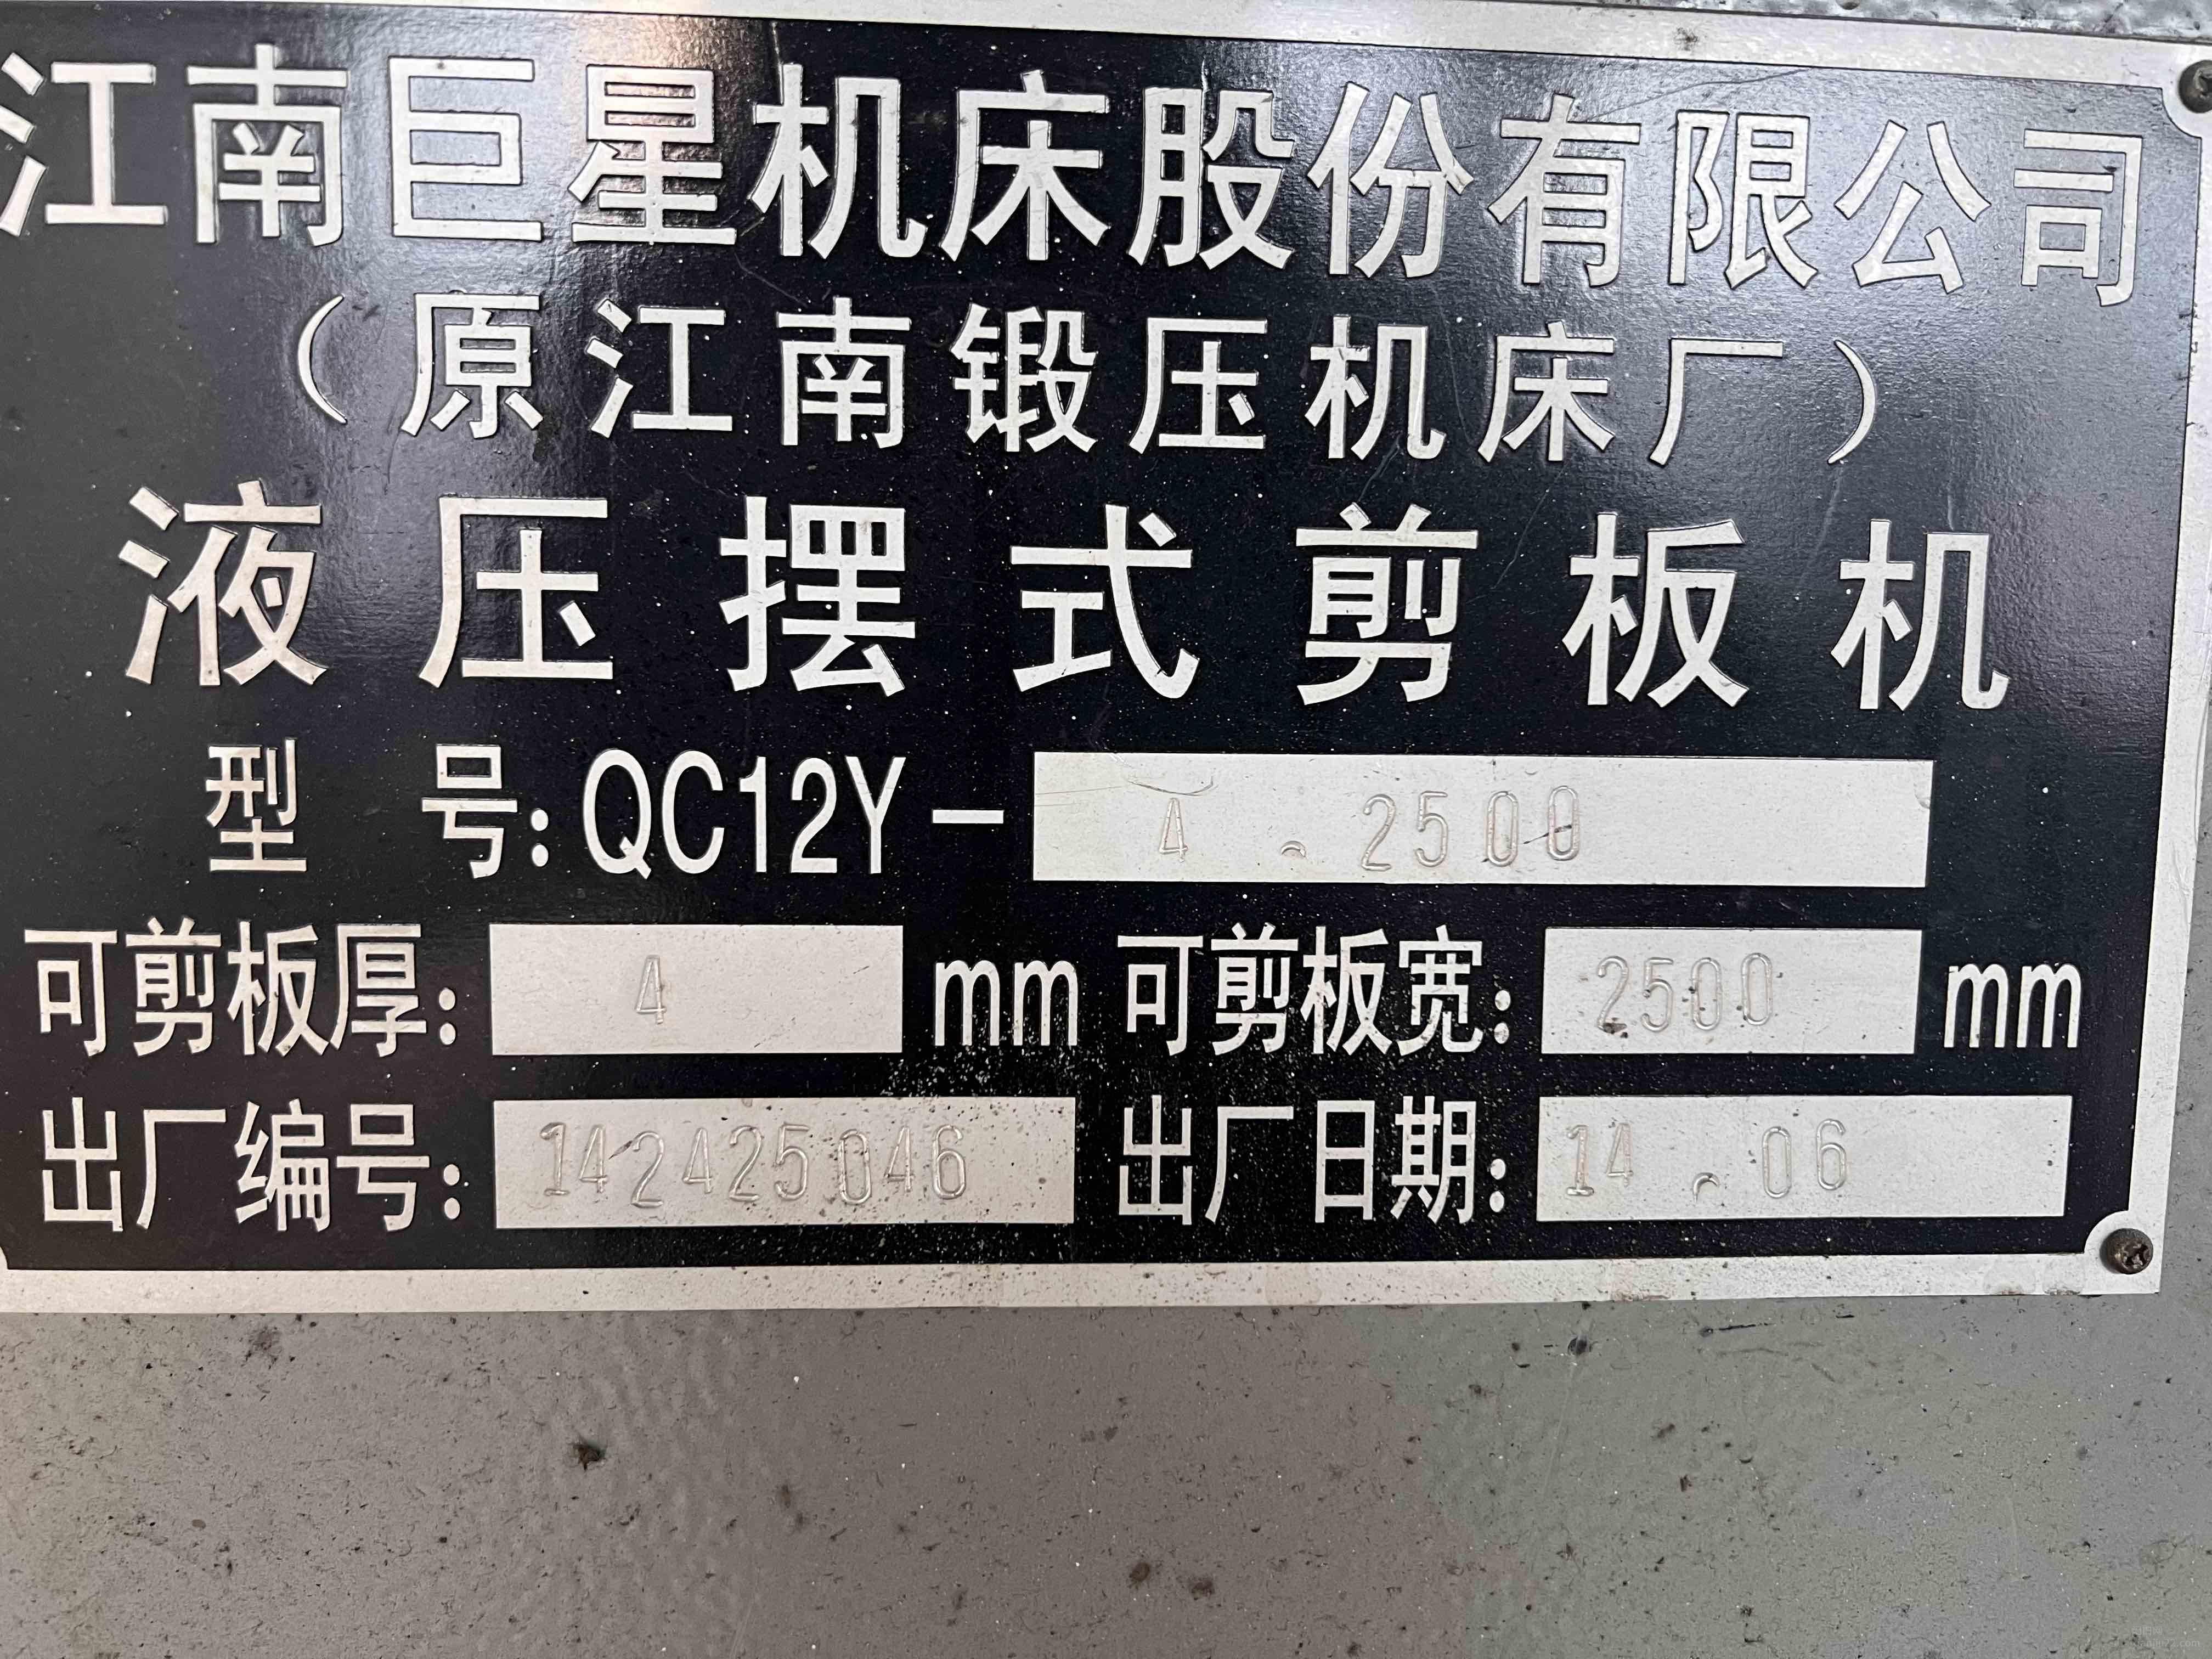 江南巨星机床股份有限公司
（原江南锻压机床厂）
液压摆式剪板机
型 号：QC12Y- 4.2500
可剪板厚：4 mm 可剪板宽：2500 mm
出厂编号：142425046 出厂日期：14.06